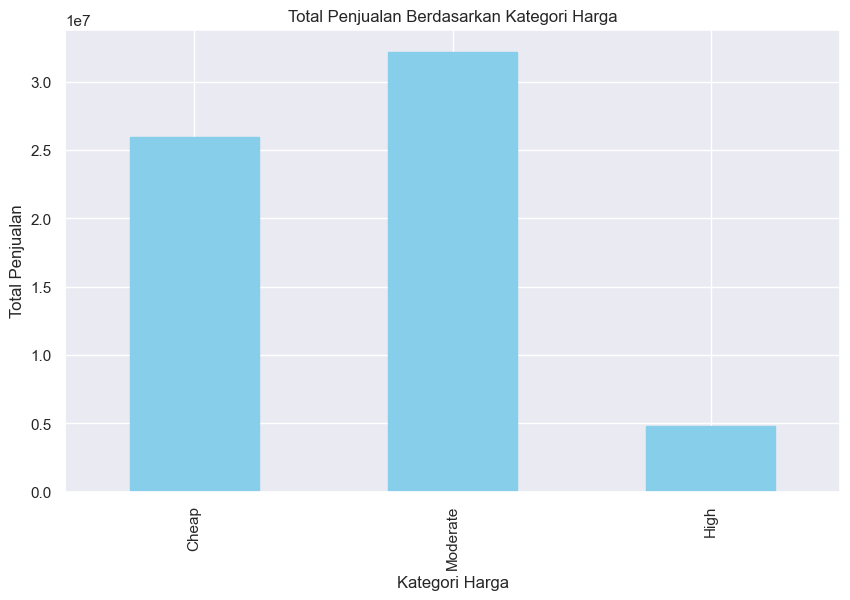 Total Penjualan Berdasarkan Kategori Harga
1e7
3.0
2.5
2.0
1.5
1.0
0.5
0.0
Total Penjualan
Cheap
Moderate
High
Kategori Harga